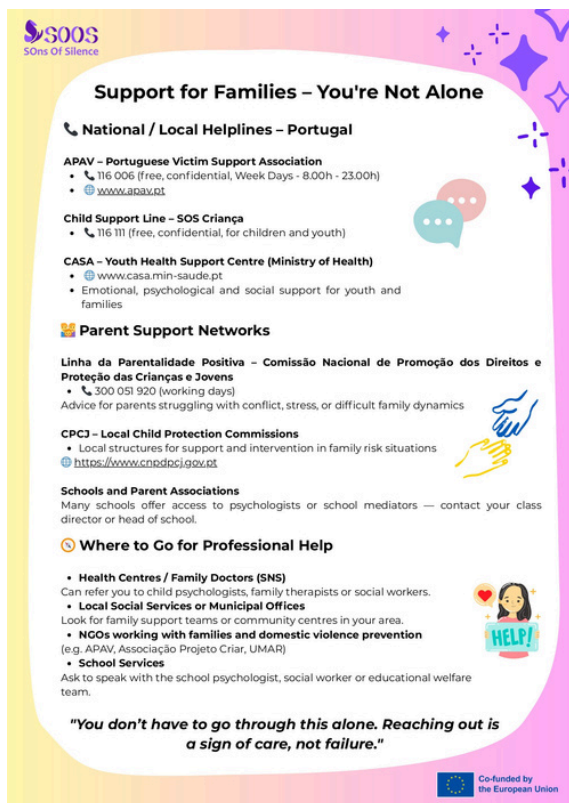 SOOS
SOns Of Silence
Support for Families – You're Not Alone
National / Local Helplines – Portugal
APAV – Portuguese Victim Support Association
• 116 006 (free, confidential, Week Days - 8.00h - 23.00h)
• www.apav.pt
Child Support Line – SOS Criança
• 116 111 (free, confidential, for children and youth)
CASA – Youth Health Support Centre (Ministry of Health)
• www.casa.min-saude.pt
• Emotional, psychological and social support for youth and
families
Parent Support Networks
Linha da Parentalidade Positiva – Comissão Nacional de Promoção dos Direitos e
Proteção das Crianças e Jovens
• 300 051 920 (working days)
Advice for parents struggling with conflict, stress, or difficult family dynamics
CPCJ – Local Child Protection Commissions
• Local structures for support and intervention in family risk situations
https://www.cnpdpcj.gov.pt
Schools and Parent Associations
Many schools offer access to psychologists or school mediators — contact your class
director or head of school.
Where to Go for Professional Help
• Health Centres / Family Doctors (SNS)
Can refer you to child psychologists, family therapists or social workers.
• Local Social Services or Municipal Offices
Look for family support teams or community centres in your area.
• NGOs working with families and domestic violence prevention
(e.g. APAV, Associação Projeto Criar, UMAR)
• School Services
Ask to speak with the school psychologist, social worker or educational welfare
team.
HELP!
"You don't have to go through this alone. Reaching out is
a sign of care, not failure."
Co-funded by
the European Union